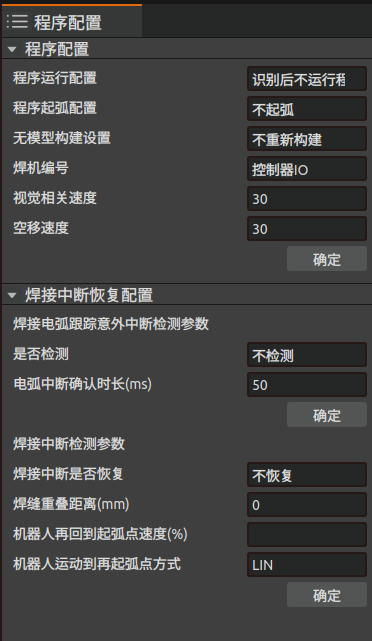 程序配置
程序配置
程序运行配置 识别后不运行程
程序起弧配置 不起弧
无模型构建设置 不重新构建
焊机编号 控制器IO
视觉相关速度 30
空移速度 30
确定
焊接中断恢复配置
焊接电弧跟踪意外中断检测参数
是否检测 不检测
电弧中断确认时长(ms) 50
确定
焊接中断检测参数
焊接中断是否恢复 不恢复
焊缝重叠距离(mm) 0
机器人再回到起弧点速度(%)
机器人运动到再起弧点方式 LIN
确定